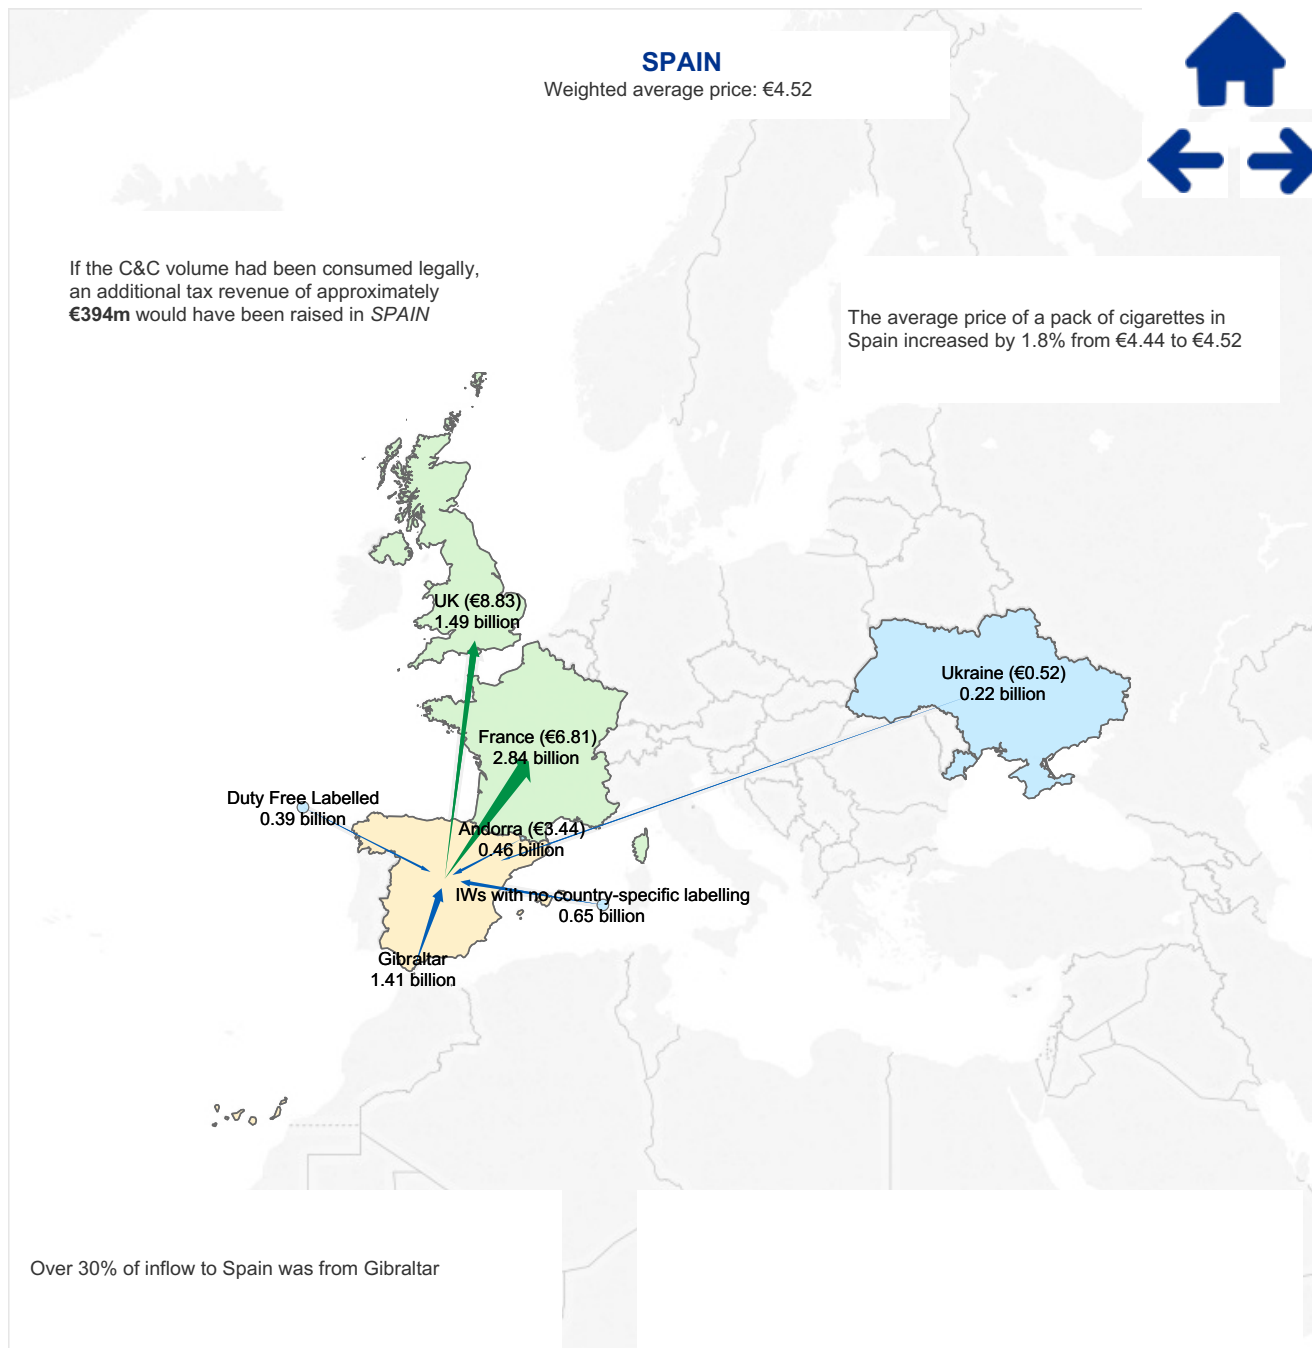 SPAIN
Weighted average price: €4.52
If the C&C volume had been consumed legally,
an additional tax revenue of approximately
€394m would have been raised in SPAIN
The average price of a pack of cigarettes in
Spain increased by 1.8% from €4.44 to €4.52
UK (€8.83)
1.49 billion
Ukraine (€0.52)
0.22 billion
France (€6.81)
2.84 billion
Duty Free Labelled
0.39 billion
Andorra (€3.44)
0.46 billion
IWs with no country-specific labelling
0.65 billion
Gibraltar
1.41 billion
Over 30% of inflow to Spain was from Gibraltar